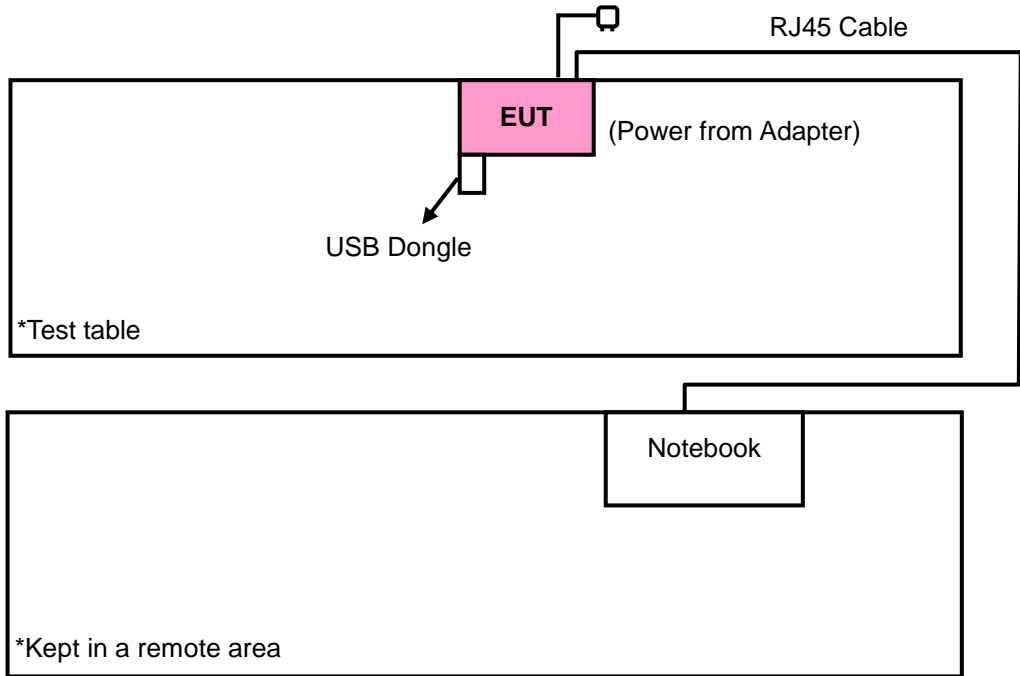 RJ45 Cable
EUT
(Power from Adapter)
USB Dongle
*Test table
Notebook
*Kept in a remote area